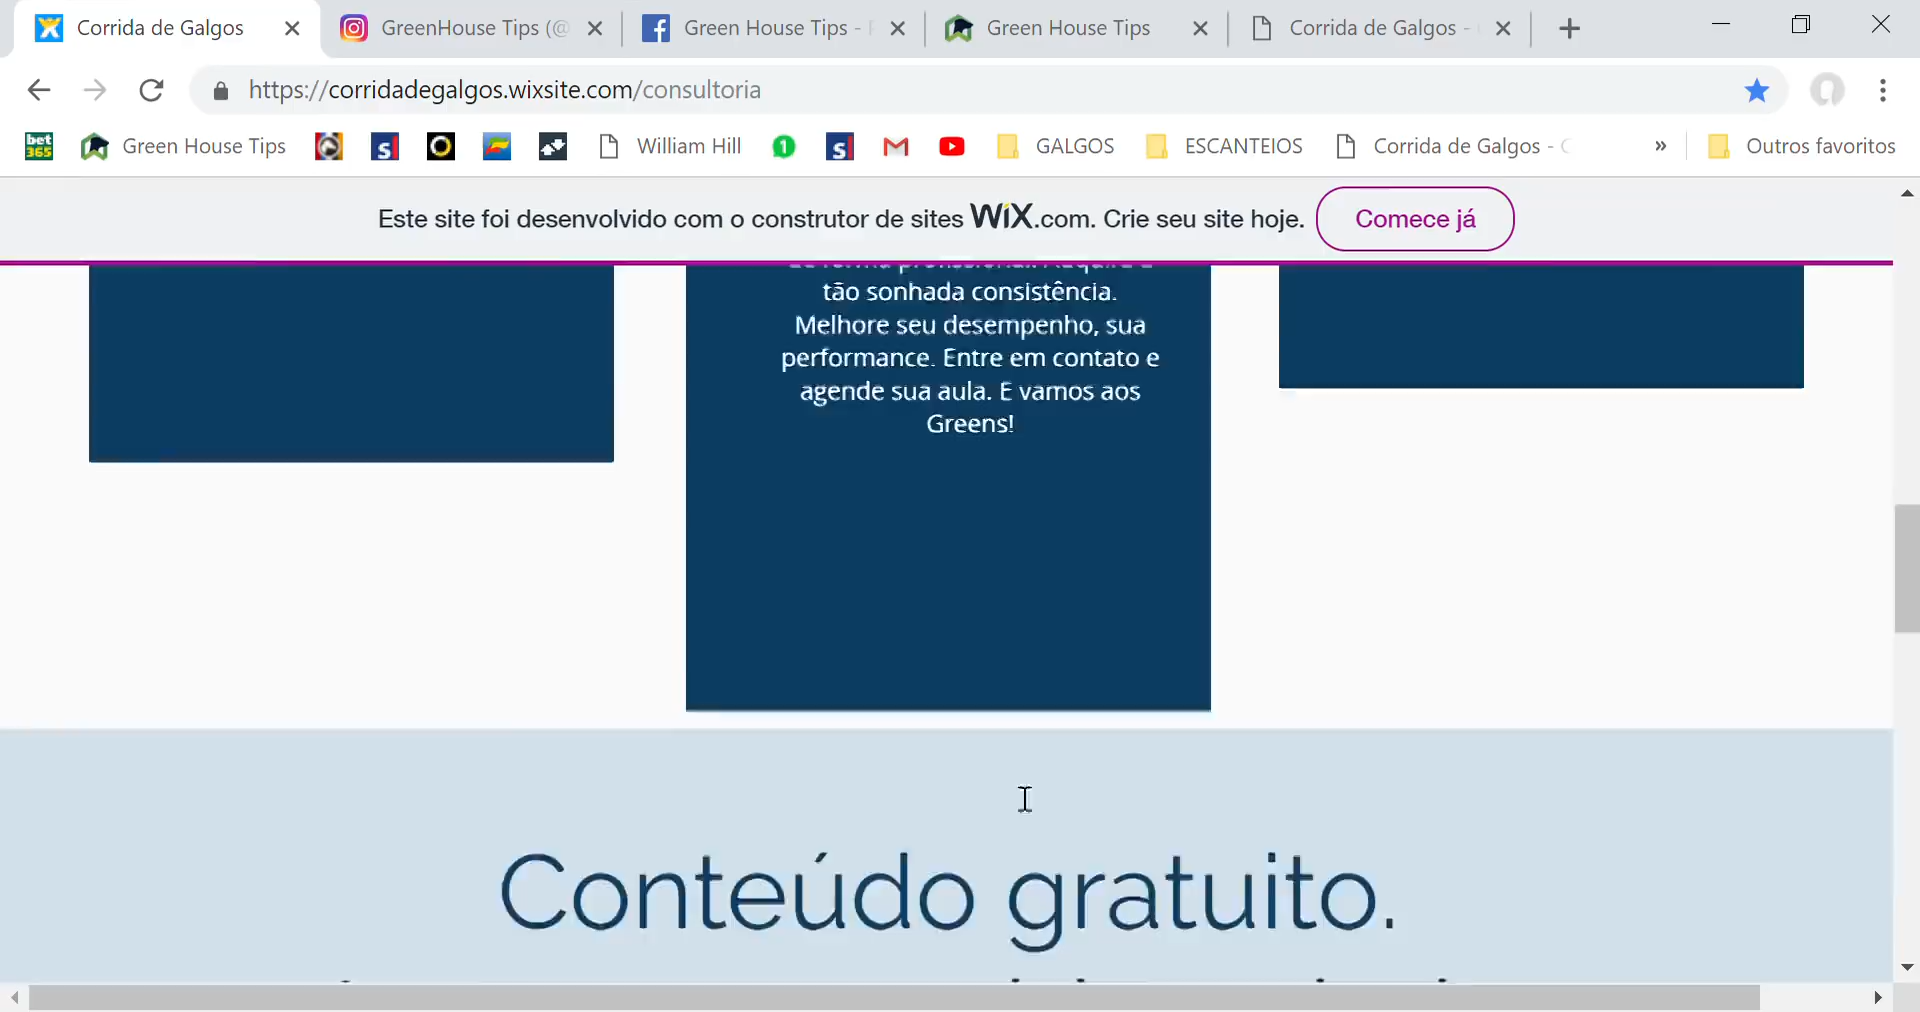 Corrida de Galgos
GreenHouse Tips (@
Green House Tips -
Green House Tips
Corrida de Galgos -
https://corridadegalgos.wixsite.com/consultoria
bet
365
Green House Tips
William Hill
1
GALGOS
ESCANTEIOS
Corrida de Galgos -
»
Outros favoritos
Este site foi desenvolvido com o construtor de sites WiX.com. Crie seu site hoje.
Comece já
tão sonhada consistência.
Melhore seu desempenho, sua
performance. Entre em contato e
agende sua aula. E vamos aos
Greens!
Conteúdo gratuito.